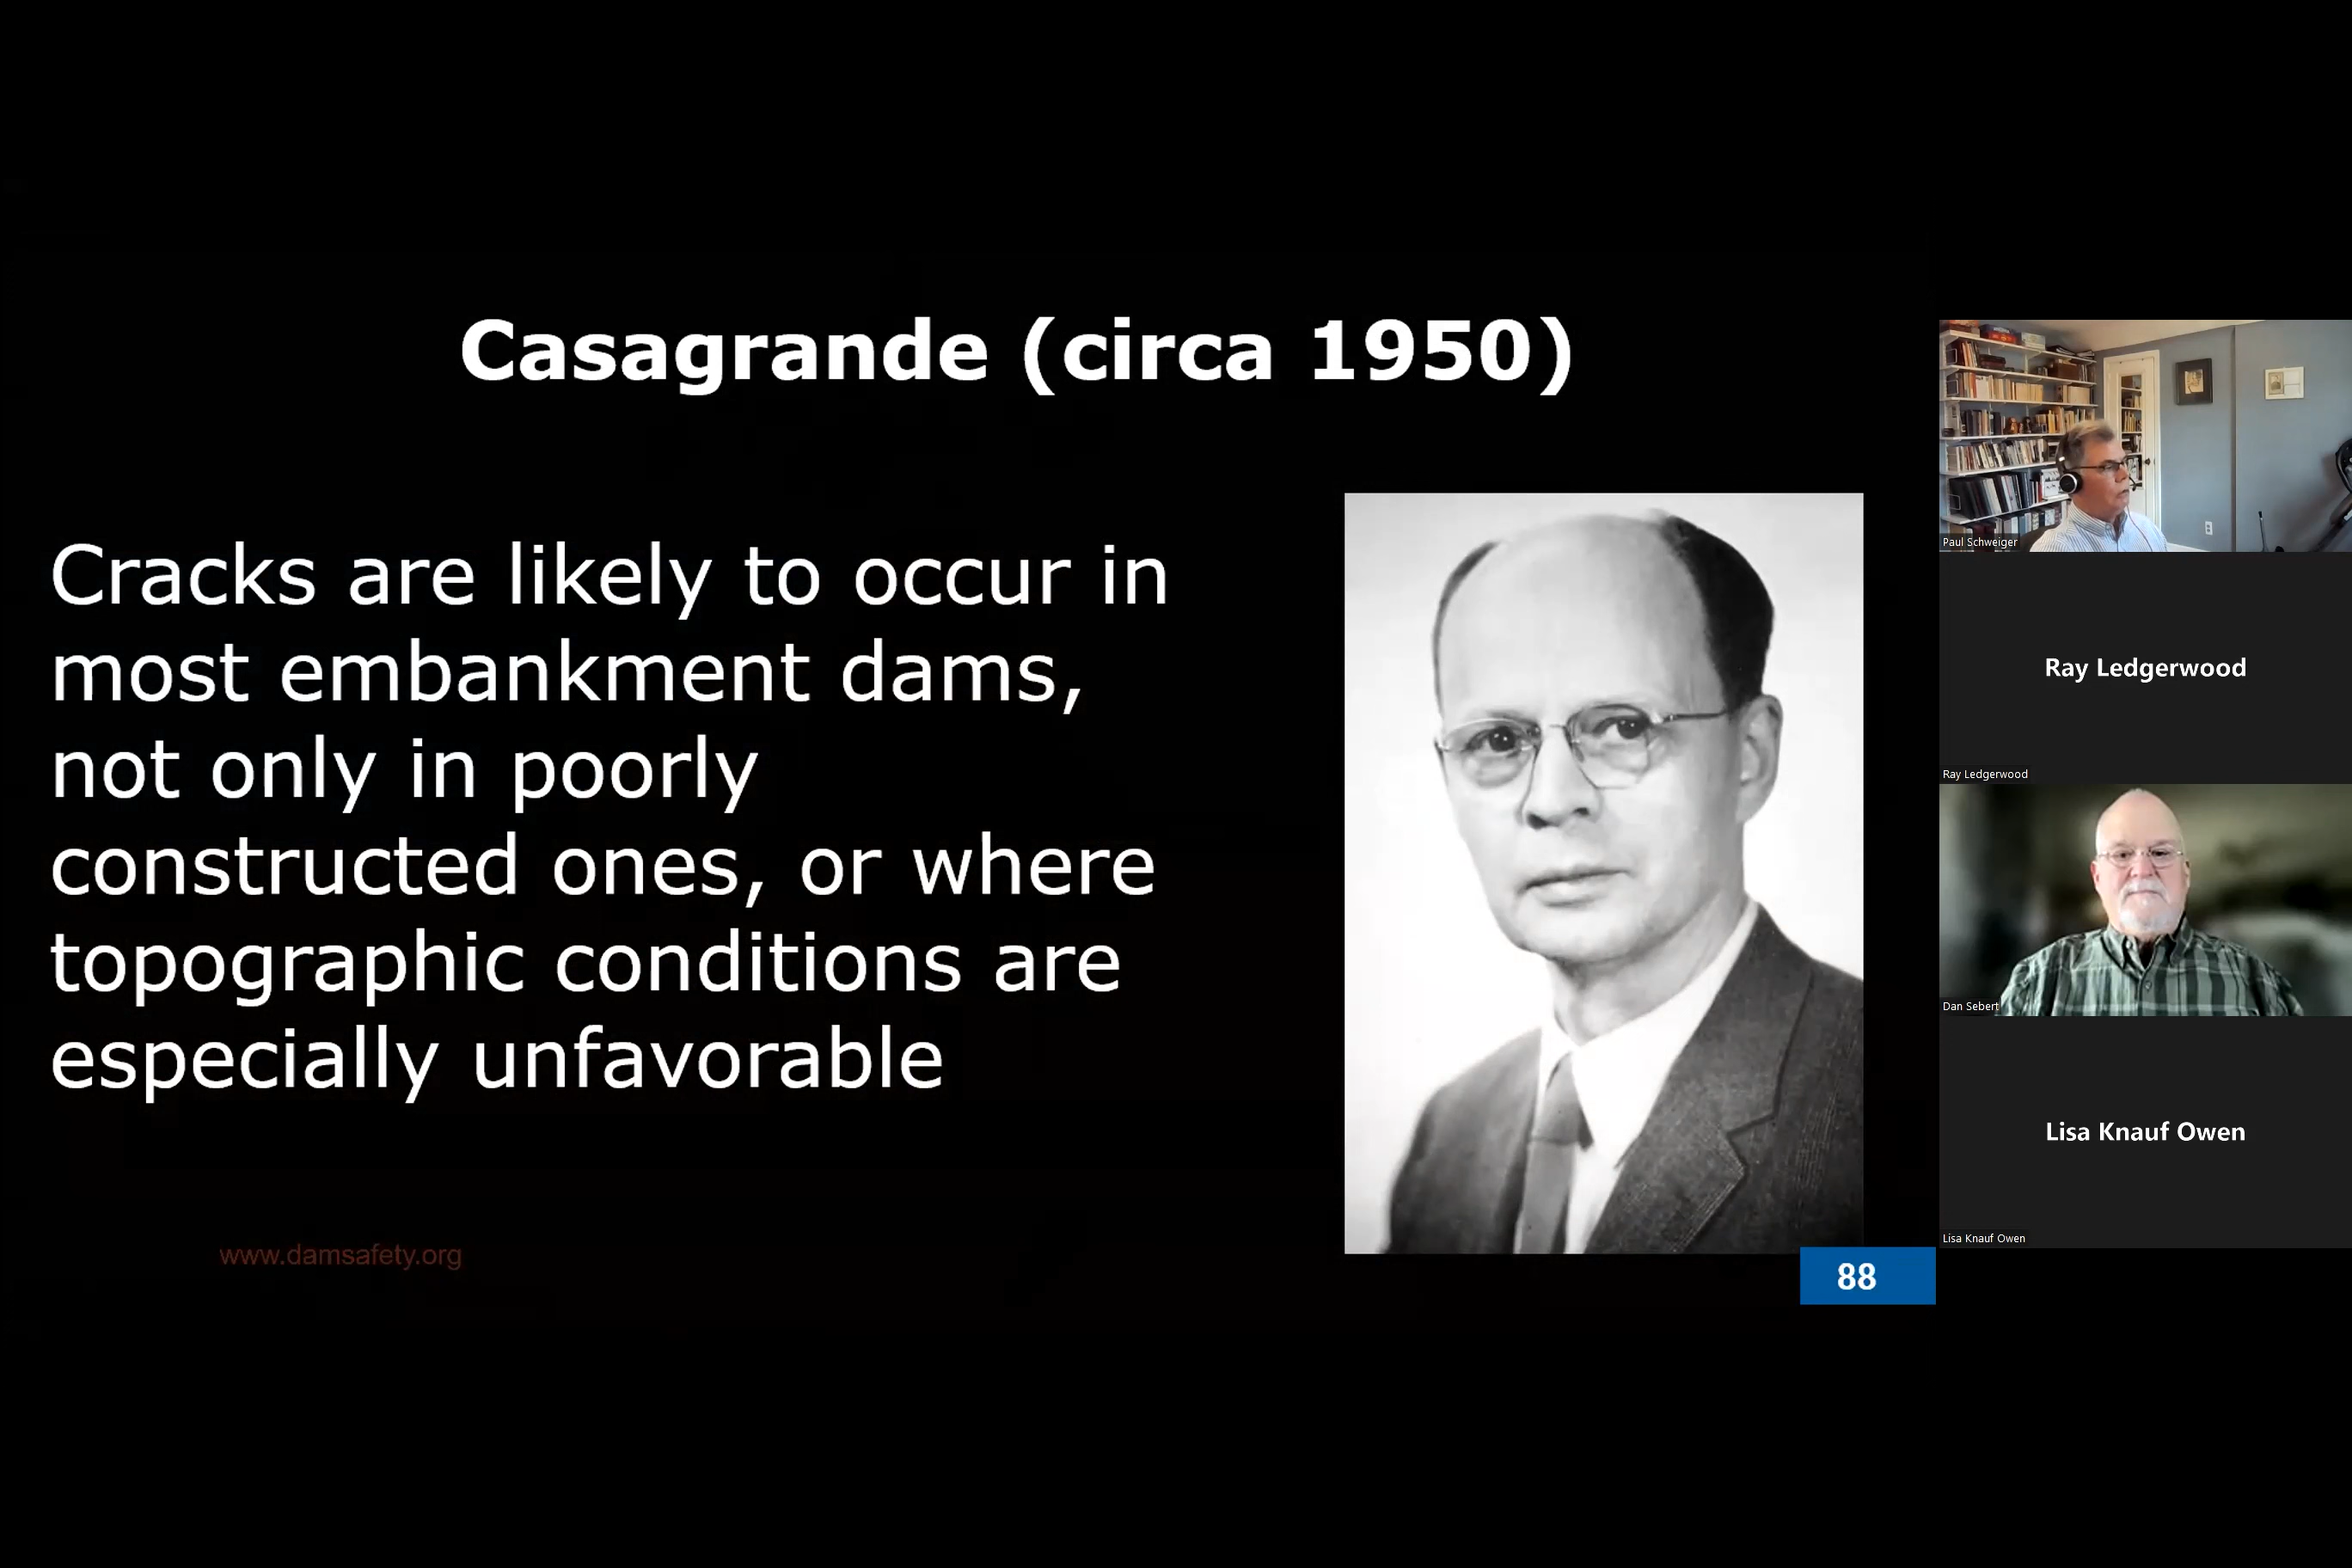 Casagrande (circa 1950)
Cracks are likely to occur in
most embankment dams,
not only in poorly
constructed ones, or where
topographic conditions are
especially unfavorable
www.damsafety.org
88
Paul Schweiger
Ray Ledgerwood
Ray Ledgerwood
Dan Sebert
Lisa Knauf Owen
Lisa Knauf Owen